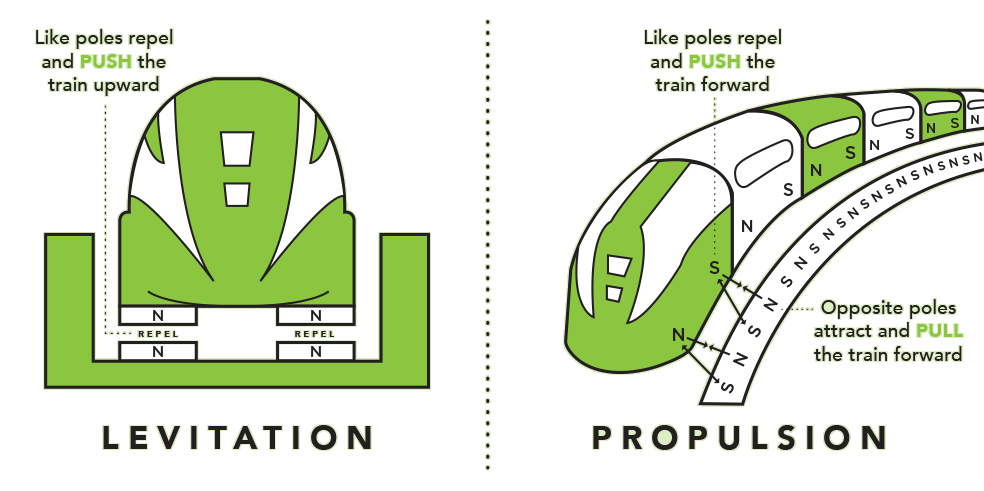 Like poles repel
and PUSH the
train upward
N
N
REPEL
REPEL
N
N
LEVITATION
Like poles repel
and PUSH the
train forward
S
N
S
N
S
N
S
N
S
N
N
S
N
S
N
S
N
S
N
S
N
S
N
S
N
S
N
S
N
S
N
S
Opposite poles
attract and PULL
the train forward
PROPULSION